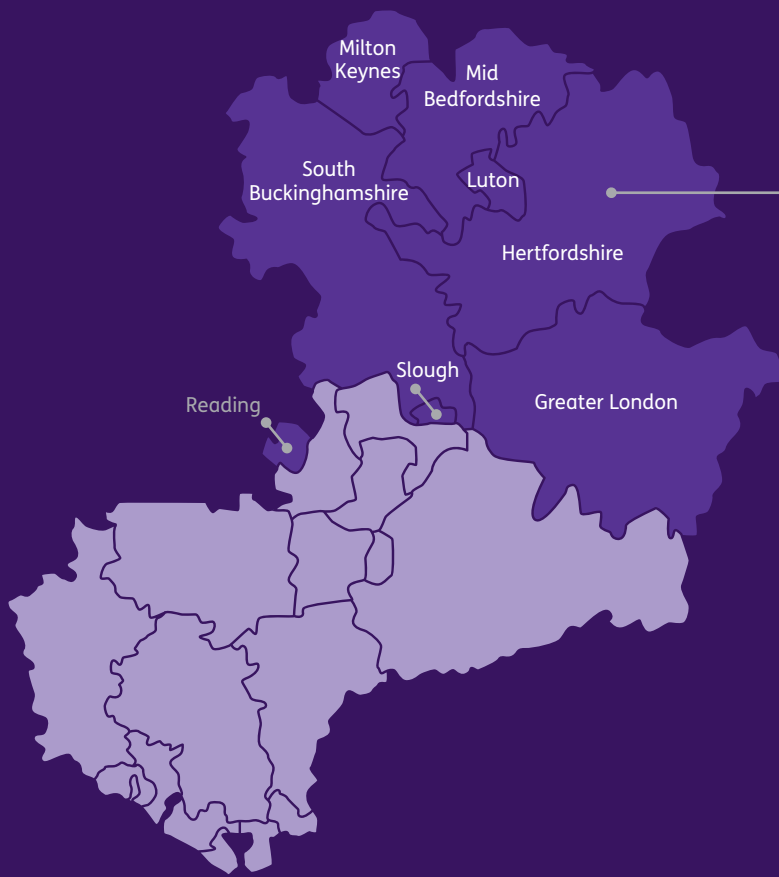 Milton
Keynes
Mid
Bedfordshire
South
Buckinghamshire
Luton
Hertfordshire
Slough
Reading
Greater London